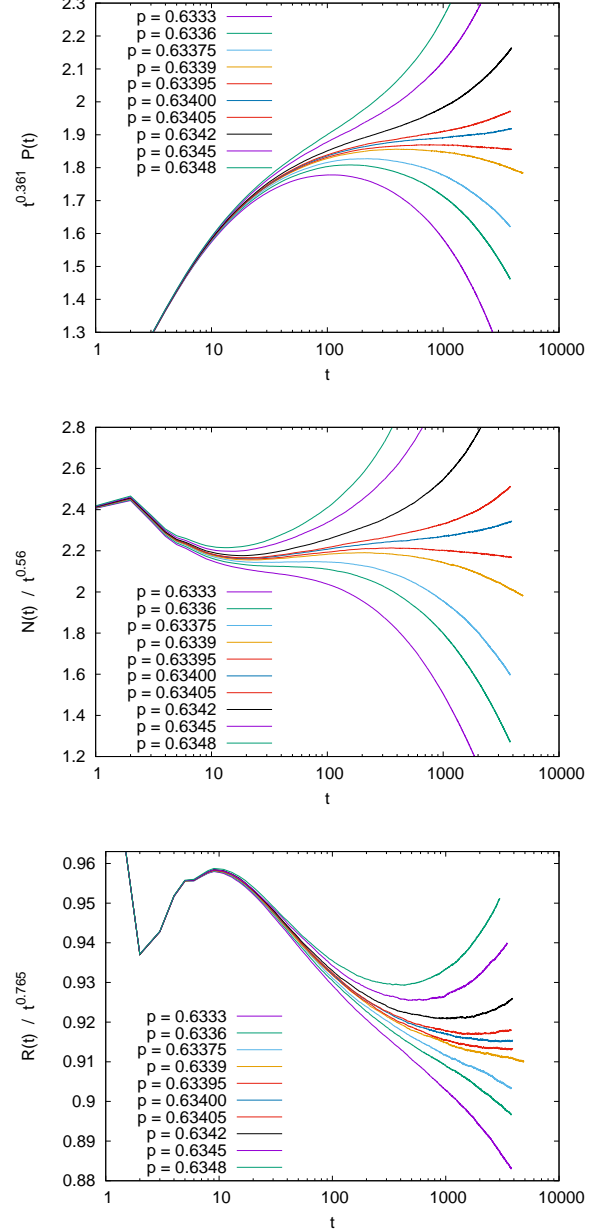 2.3
2.2
2.1
2
1.9
1.8
1.7
1.6
1.5
1.4
1.3
t^0.361 P(t)
p = 0.6333
p = 0.6336
p = 0.63375
p = 0.6339
p = 0.63395
p = 0.63400
p = 0.63405
p = 0.6342
p = 0.6345
p = 0.6348
1 10 100 1000 10000
t
2.8
2.6
2.4
2.2
2
1.8
1.6
1.4
1.2
N(t) / t^0.56
p = 0.6333
p = 0.6336
p = 0.63375
p = 0.6339
p = 0.63395
p = 0.63400
p = 0.63405
p = 0.6342
p = 0.6345
p = 0.6348
1 10 100 1000 10000
t
0.96
0.95
0.94
0.93
0.92
0.91
0.9
0.89
0.88
R(t) / t^0.765
p = 0.6333
p = 0.6336
p = 0.63375
p = 0.6339
p = 0.63395
p = 0.63400
p = 0.63405
p = 0.6342
p = 0.6345
p = 0.6348
1 10 100 1000 10000
t